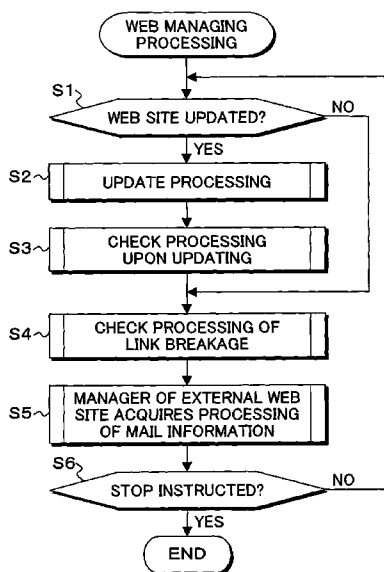 WEB MANAGING
PROCESSING
S1
WEB SITE UPDATED?
NO
YES
S2
UPDATE PROCESSING
S3
CHECK PROCESSING
UPON UPDATING
S4
CHECK PROCESSING OF
LINK BREAKAGE
S5
MANAGER OF EXTERNAL WEB
SITE ACQUIRES PROCESSING
OF MAIL INFORMATION
S6
STOP INSTRUCTED?
NO
YES
END